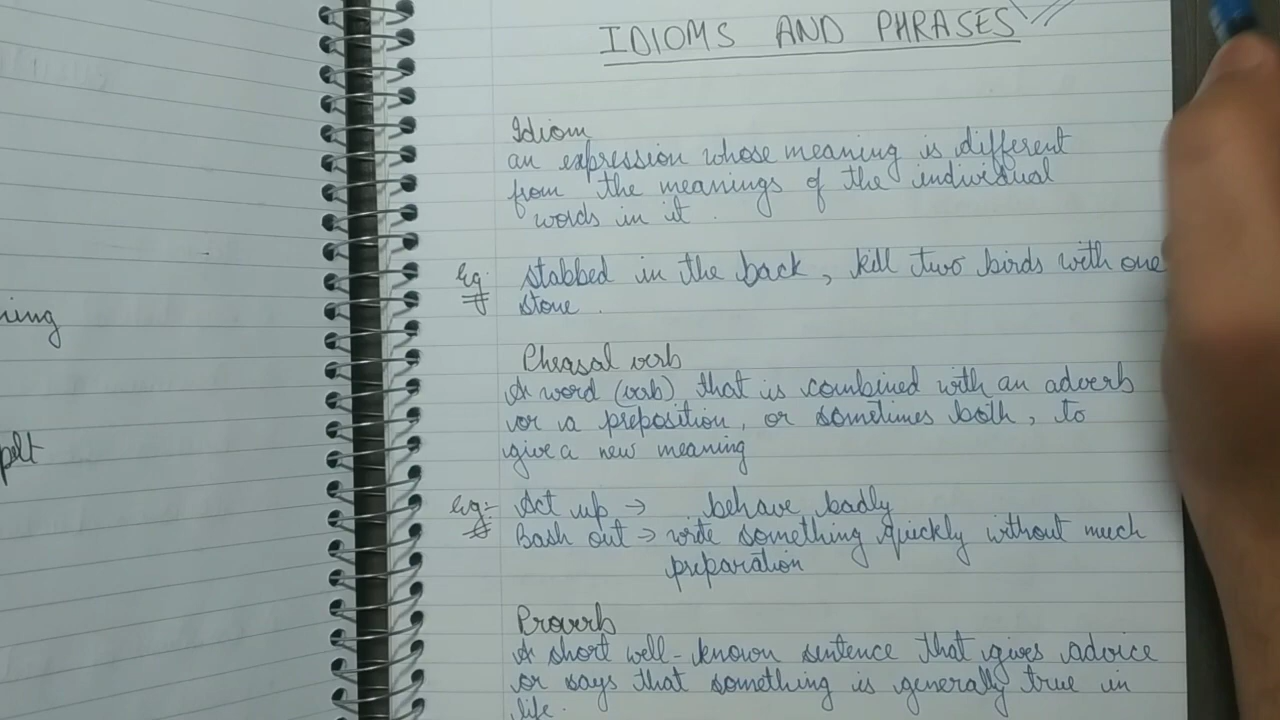 IDIOMS AND PHRASES
Idiom
an expression whose meaning is different
from the meanings of the individual
words in it.
Eg: stabbed in the back, kill two birds with one
stone.
Phrasal verb
A word (verb) that is combined with an adverb
or a preposition, or sometimes both, to
give a new meaning
Eg:- Act up → behave badly
Bash out → write something quickly without much
preparation
Proverb
A short well-known sentence that gives advice
or says that something is generally true in
life.